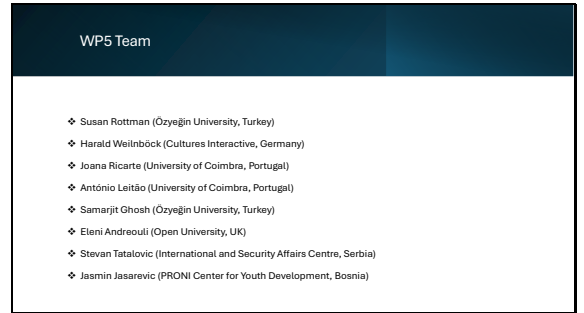 WP5 Team
❖ Susan Rottman (Özyeğin University, Turkey)
❖ Harald Weilnböck (Cultures Interactive, Germany)
❖ Joana Ricarte (University of Coimbra, Portugal)
❖ António Leitão (University of Coimbra, Portugal)
❖ Samarjit Ghosh (Özyeğin University, Turkey)
❖ Eleni Andreouli (Open University, UK)
❖ Stevan Tatalovic (International and Security Affairs Centre, Serbia)
❖ Jasmin Jasarevic (PRONI Center for Youth Development, Bosnia)